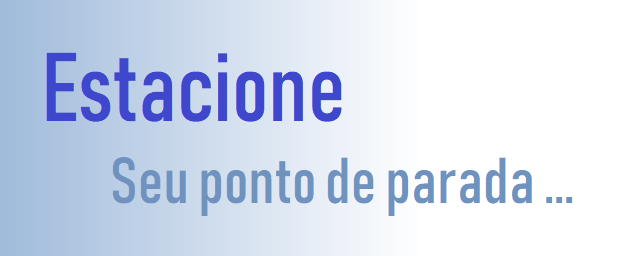 Estacione
Seu ponto de parada ...